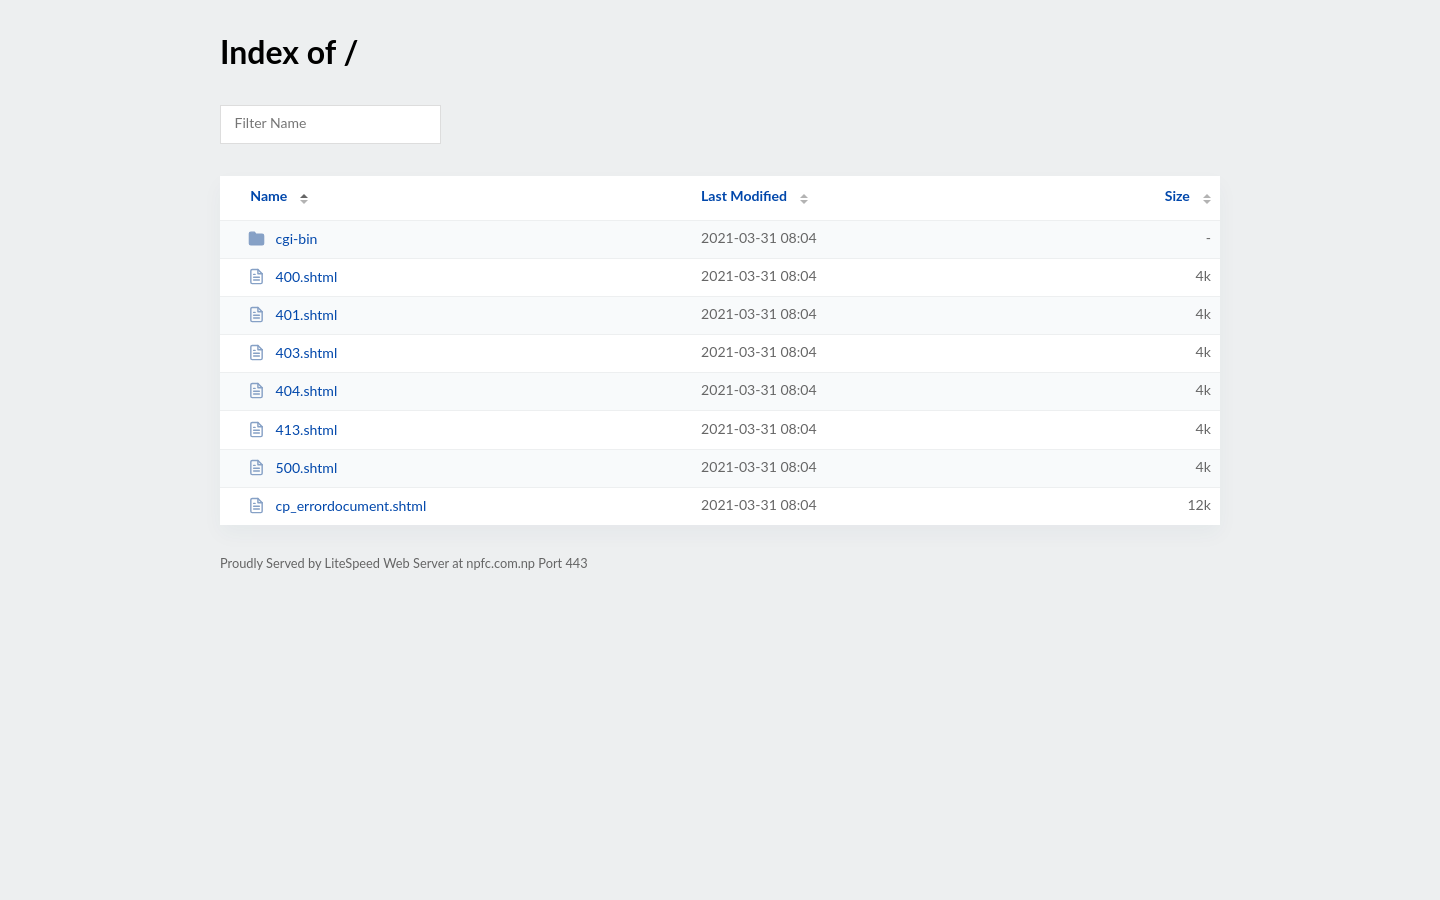 Index of /
Filter Name
Name Last Modified Size
cgi-bin 2021-03-31 08:04 -
400.shtml 2021-03-31 08:04 4k
401.shtml 2021-03-31 08:04 4k
403.shtml 2021-03-31 08:04 4k
404.shtml 2021-03-31 08:04 4k
413.shtml 2021-03-31 08:04 4k
500.shtml 2021-03-31 08:04 4k
cp_errordocument.shtml 2021-03-31 08:04 12k
Proudly Served by LiteSpeed Web Server at npfc.com.np Port 443